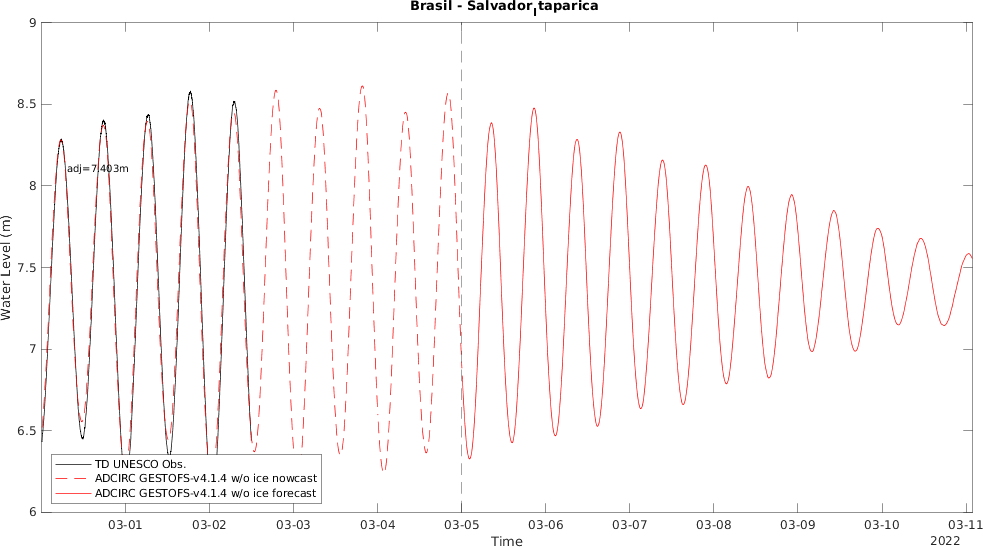 Brasil - Salvador_Itaparica
9
8.5
adj=7.403m
8
7.5
7
6.5
6
Water Level (m)
TD UNESCO Obs.
ADCIRC GESTOFS-v4.1.4 w/o ice nowcast
ADCIRC GESTOFS-v4.1.4 w/o ice forecast
03-01 03-02 03-03 03-04 03-05 03-06 03-07 03-08 03-09 03-10 03-11
Time
2022